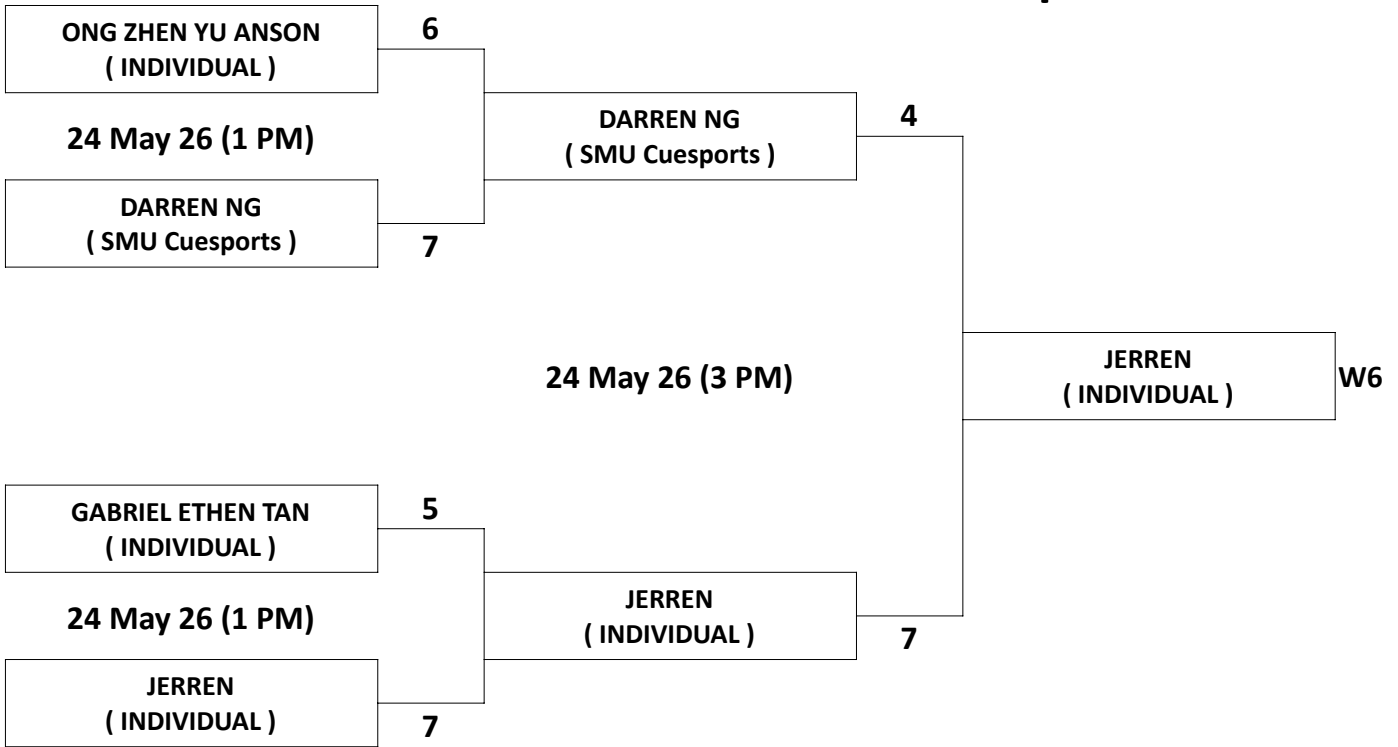 ONG ZHEN YU ANSON
( INDIVIDUAL )
6
24 May 26 (1 PM)
DARREN NG
( SMU Cuesports )
7
DARREN NG
( SMU Cuesports )
4
24 May 26 (3 PM)
JERREN
( INDIVIDUAL )
W6
GABRIEL ETHEN TAN
( INDIVIDUAL )
5
24 May 26 (1 PM)
JERREN
( INDIVIDUAL )
7
JERREN
( INDIVIDUAL )
7